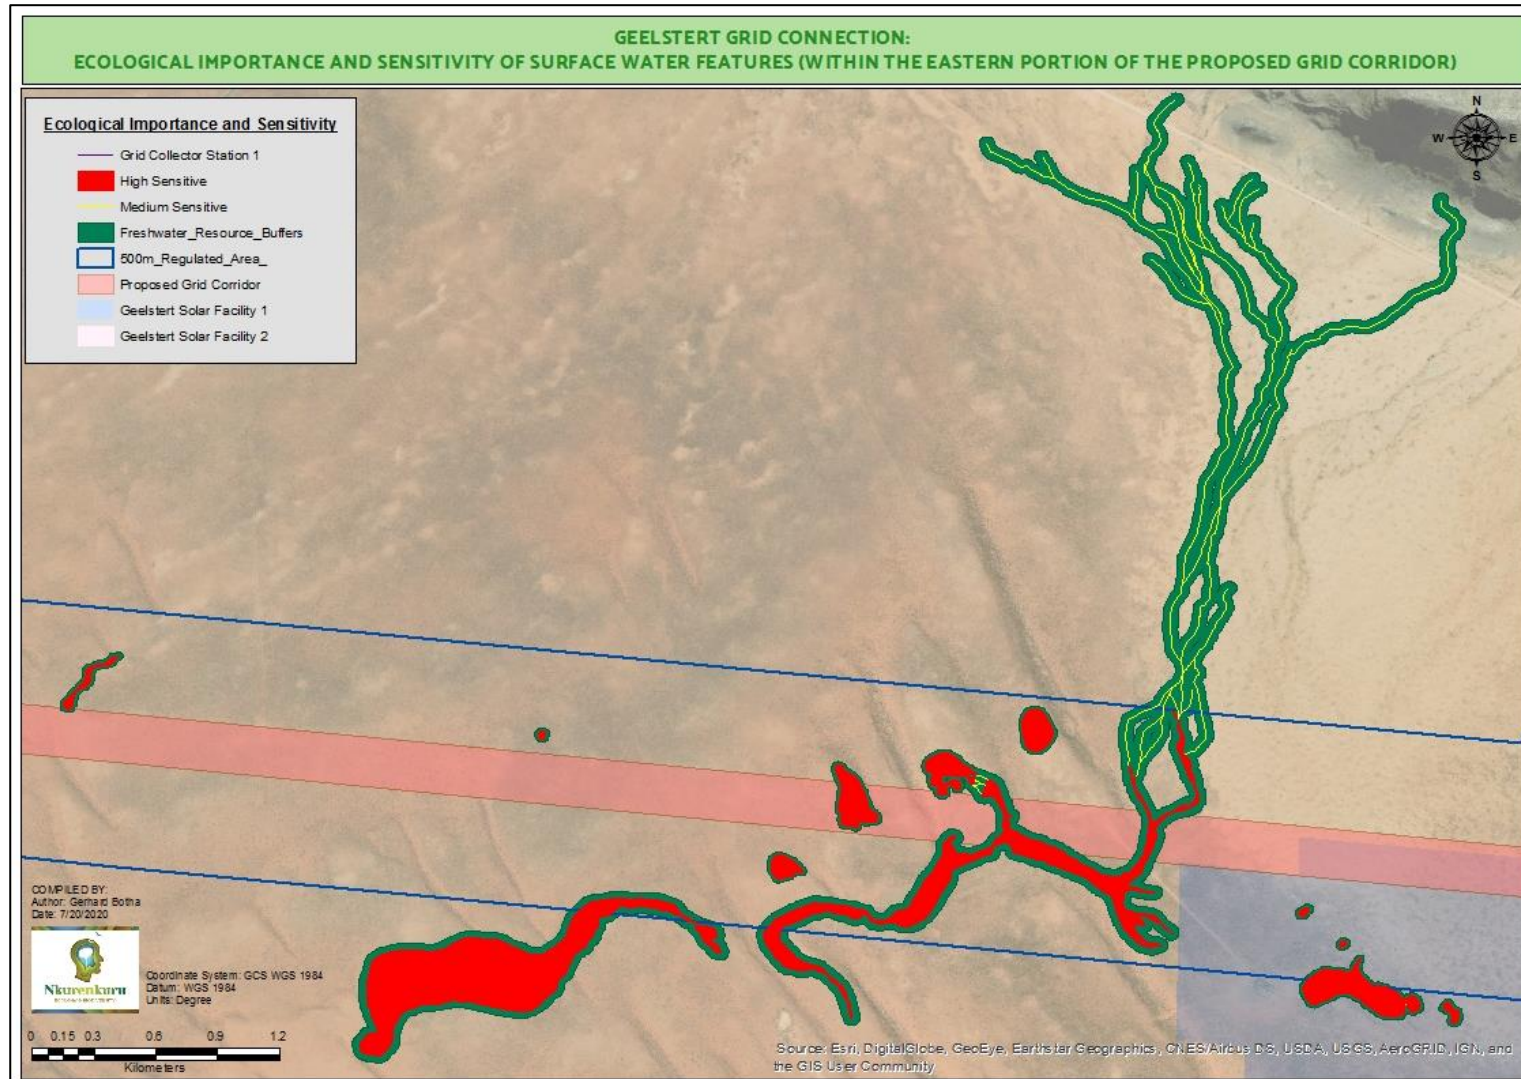 GEELSTERT GRID CONNECTION:
ECOLOGICAL IMPORTANCE AND SENSITIVITY OF SURFACE WATER FEATURES (WITHIN THE EASTERN PORTION OF THE PROPOSED GRID CORRIDOR)
Ecological Importance and Sensitivity
Grid Collector Station 1
High Sensitive
Medium Sensitive
Freshwater_Resource_Buffers
500m_Regulated_Area_
Proposed Grid Corridor
Geelstert Solar Facility 1
Geelstert Solar Facility 2
N
W E
S
COMPILED BY:
Author: Gerhard Botha
Date: 7/20/2020
Nkurenkuru
Coordinate System: GCS WGS 1984
Datum: WGS 1984
Units: Degree
0 0.15 0.3 0.6 0.9 1.2
Kilometers
Source: Esri, DigitalGlobe, GeoEye, Earthstar Geographics, CNES/Airbus DS, USDA, USGS, AeroGRID, IGN, and
the GIS User Community